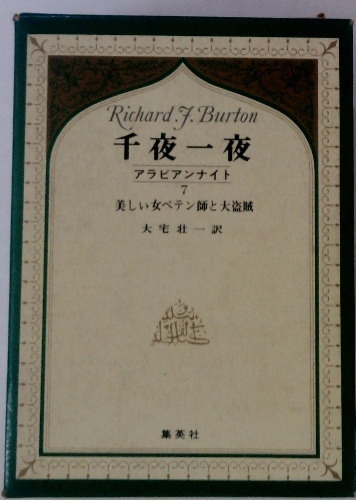 Richard F. Burton
千夜一夜
アラビアンナイト
7
美しい女ペテン師と大盗賊
大宅壮一訳
集英社